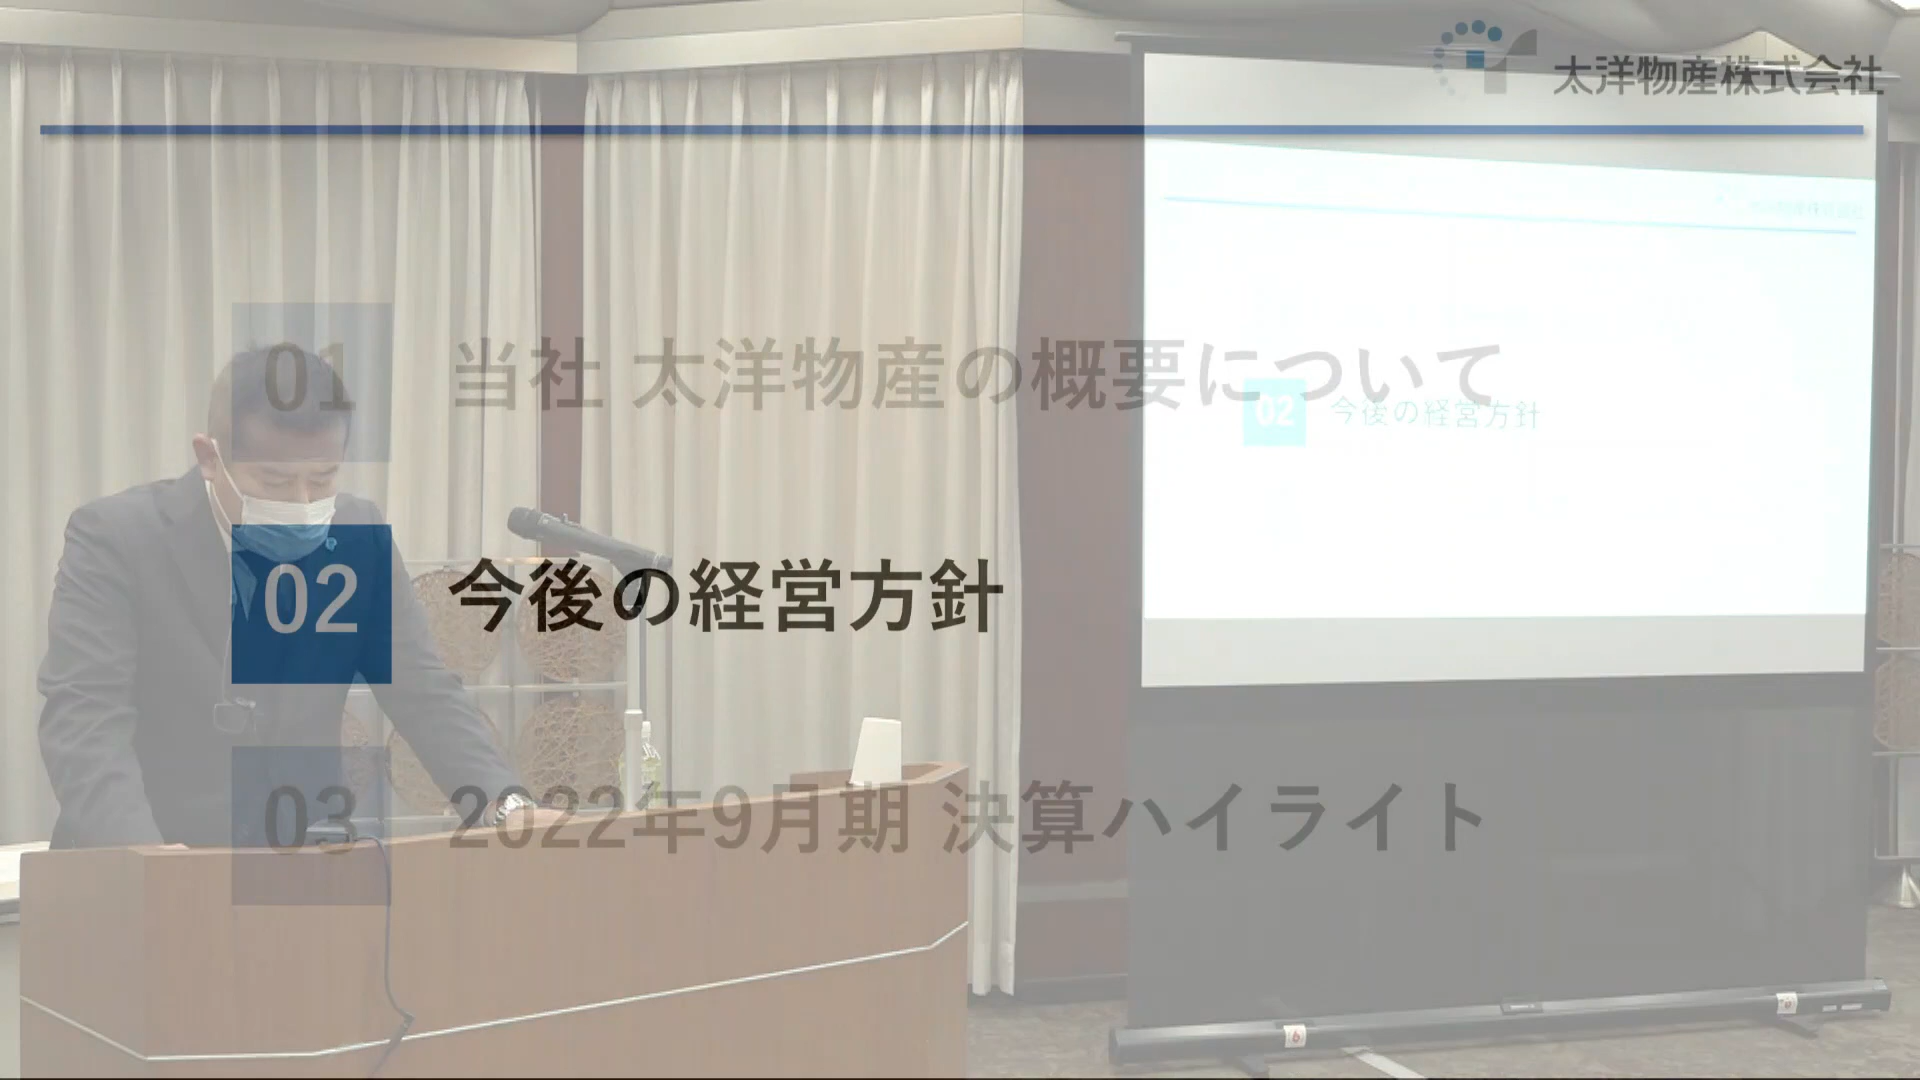 太洋物産株式会社
01 当社 太洋物産の概要について
02 今後の経営方針
02 今後の経営方針
03 2022年9月期 決算ハイライト
6